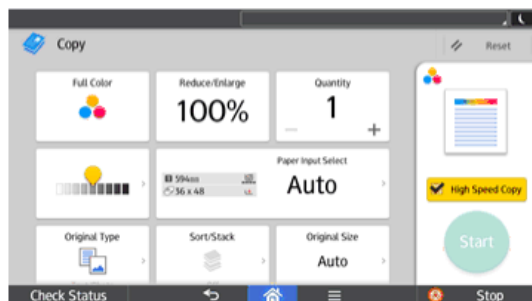 Copy
Reset
Full Color
Reduce/Enlarge
100%
Quantity
1
Paper Input Select
Auto
594mm
36 x 48
High Speed Copy
Original Type
Sort/Stack
Original Size
Auto
Start
Check Status
Stop